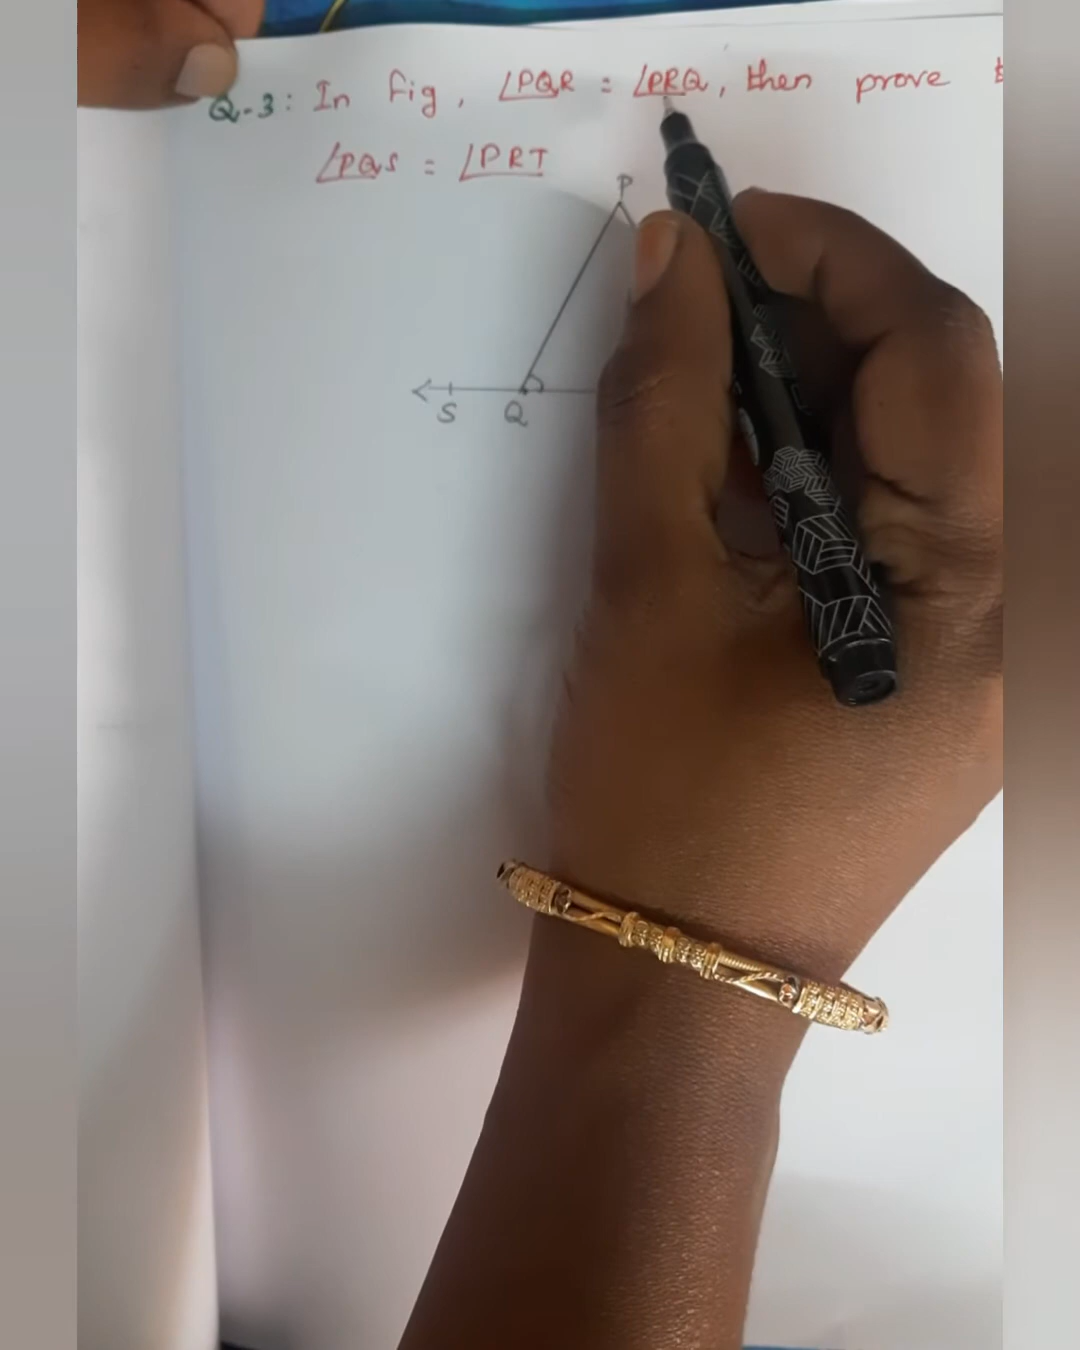 Q-3: In fig, ∠PQR = ∠PRQ, then prove
∠PQS = ∠PRT
P
S Q